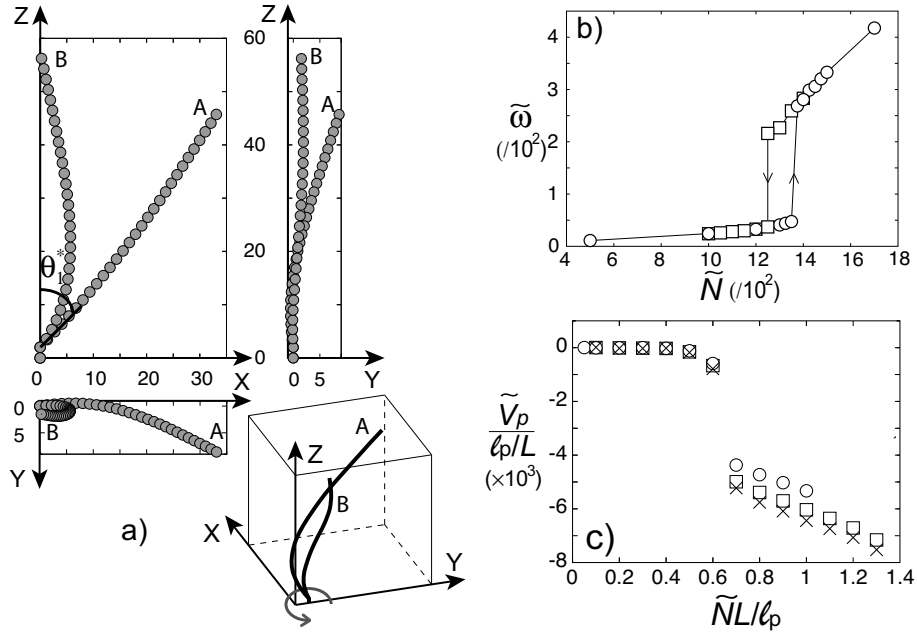 Z
Z
60
B
B
A
A
40
θ₁*
20
0
0 10 20 30
X
0 5
Y
0
5
B
A
Y
a)
X
Z
A
B
Y
b)
ω̃
(/10²)
4
3
2
1
0
4 6 8 10 12 14 16 18
Ñ (/10²)
c)
Ṽp
ℓp/L
(×10³)
0
-2
-4
-6
-8
0 0.2 0.4 0.6 0.8 1 1.2 1.4
ÑL/ℓp